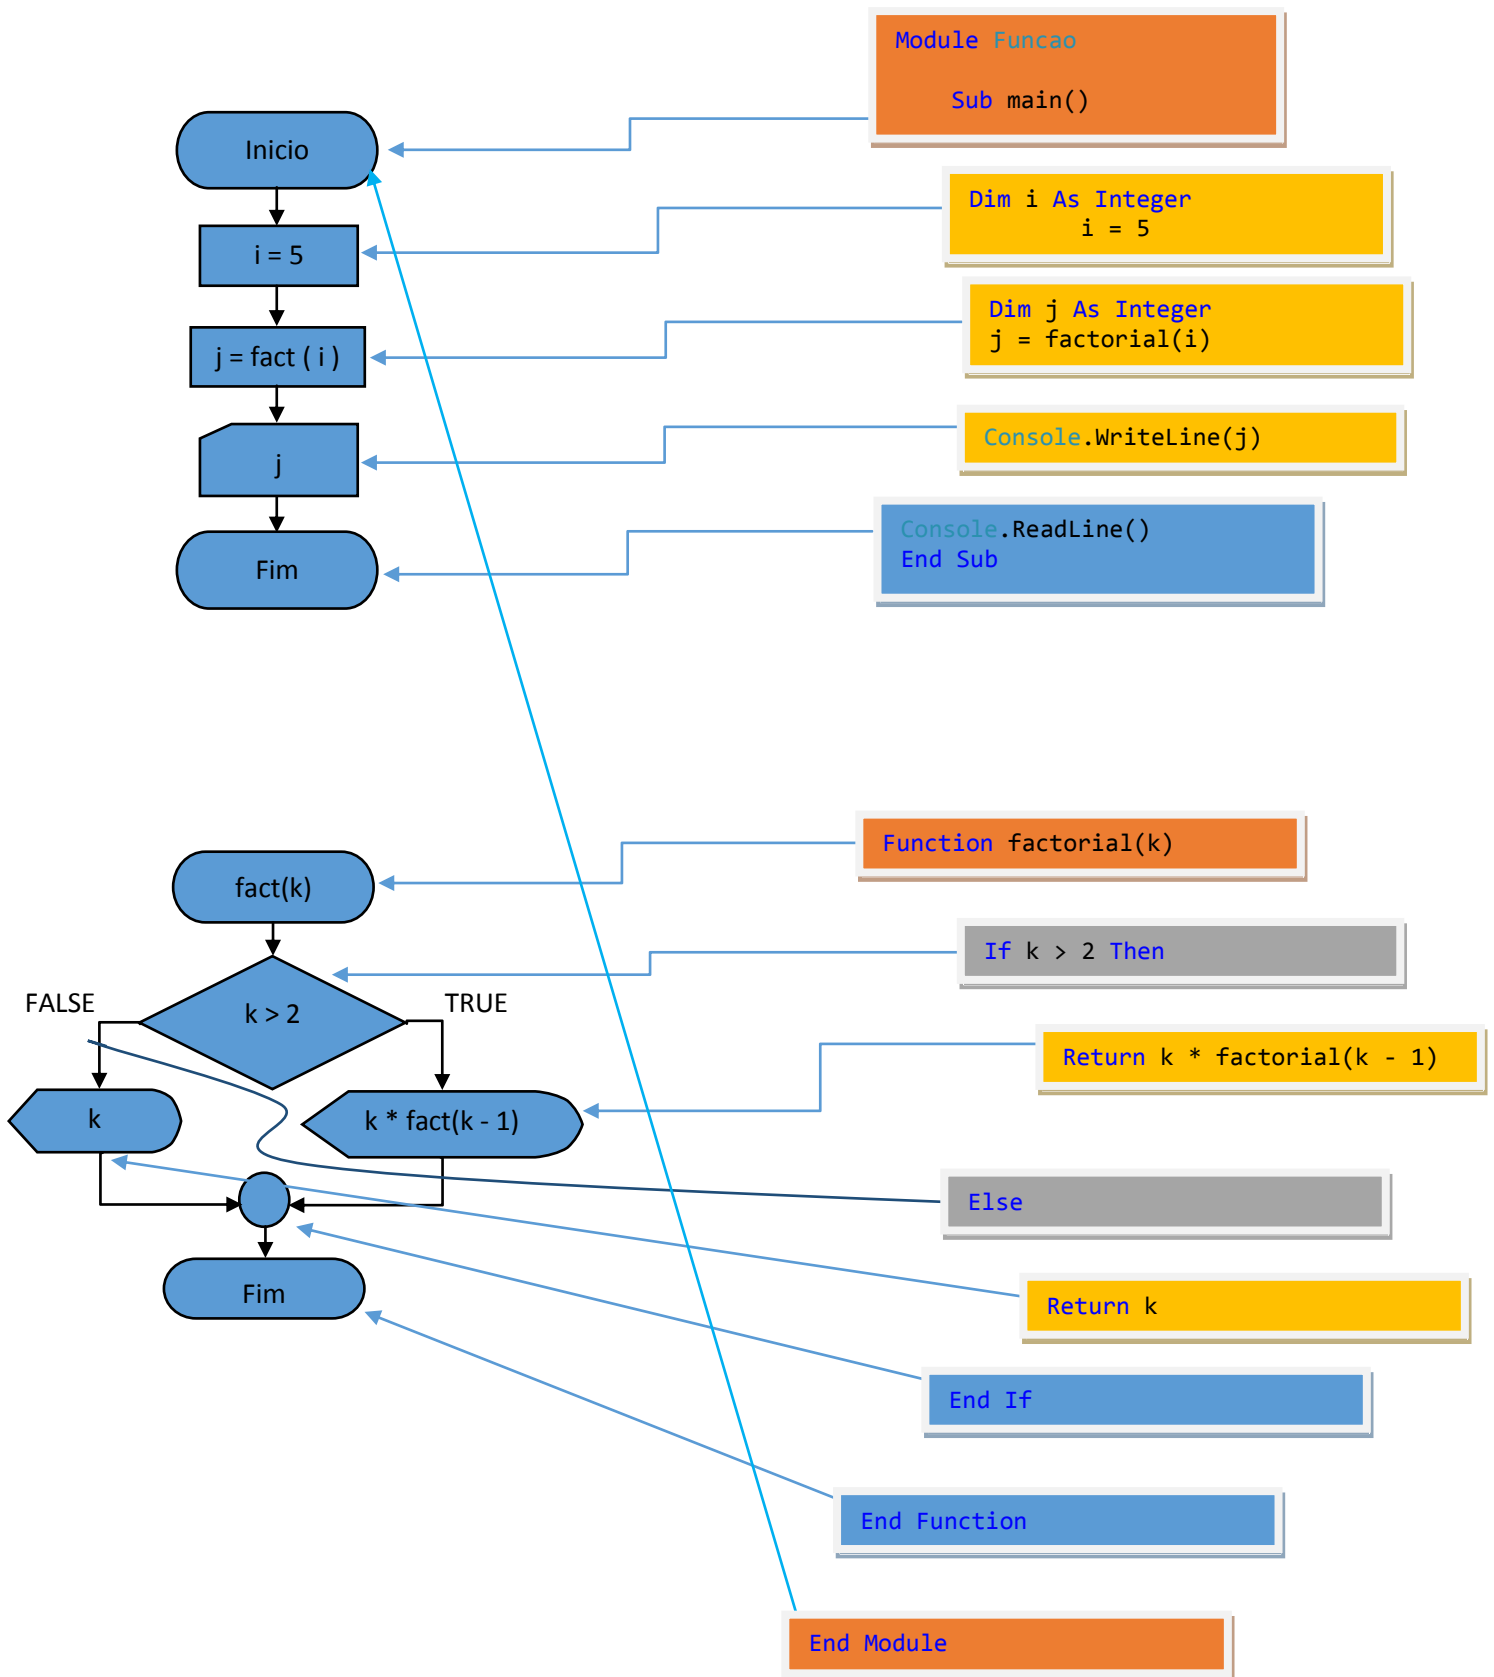 Module Funcao
Sub main()
Inicio
Dim i As Integer
i = 5
i = 5
Dim j As Integer
j = factorial(i)
j = fact ( i )
Console.WriteLine(j)
j
Console.ReadLine()
End Sub
Fim
Function factorial(k)
fact(k)
If k > 2 Then
FALSE
k > 2
TRUE
Return k * factorial(k - 1)
k
k * fact(k - 1)
Else
Fim
Return k
End If
End Function
End Module